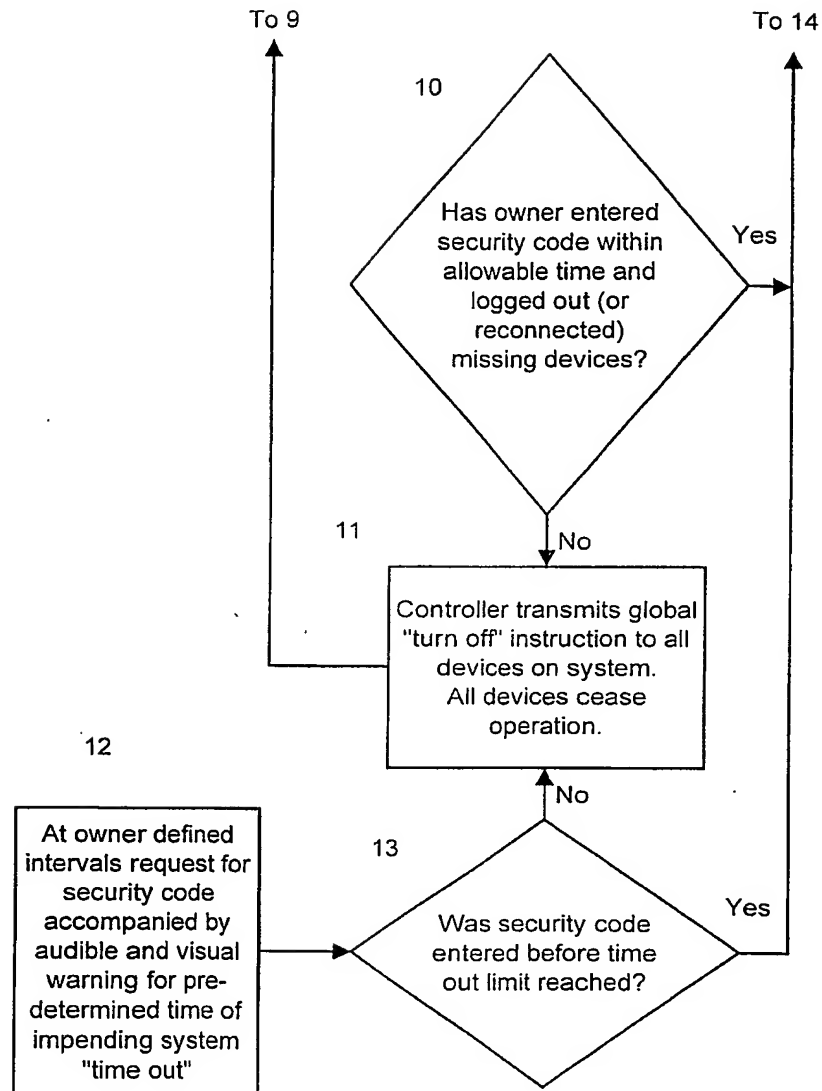 To 9
To 14
10
Has owner entered
security code within
allowable time and
logged out (or
reconnected)
missing devices?
Yes
11
No
Controller transmits global
"turn off" instruction to all
devices on system.
All devices cease
operation.
12
No
At owner defined
intervals request for
security code
accompanied by
audible and visual
warning for pre-
determined time of
impending system
"time out"
13
Was security code
entered before time
out limit reached?
Yes